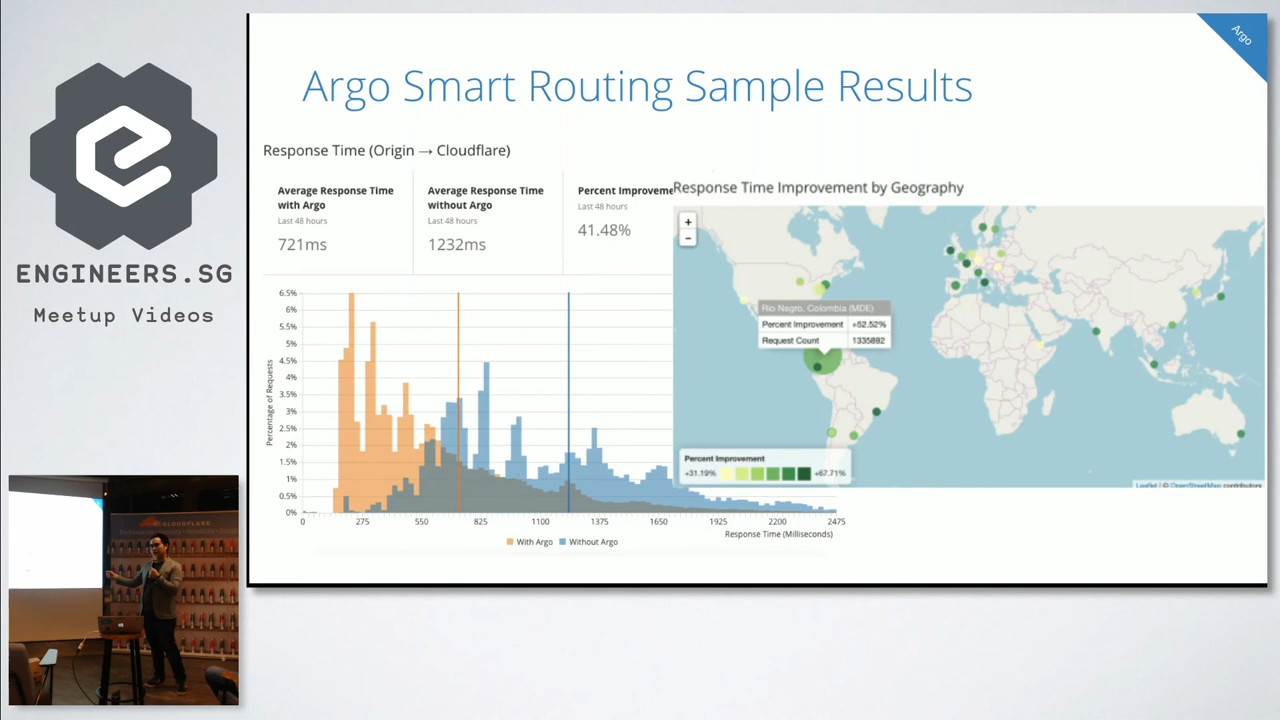 Argo
Argo Smart Routing Sample Results
ENGINEERS.SG
Meetup Videos
Response Time (Origin → Cloudflare)
Average Response Time
with Argo
Last 48 hours
721ms
Average Response Time
without Argo
Last 48 hours
1232ms
Percent Improveme
Last 48 hours
41.48%
6.5%
6%
5.5%
5%
4.5%
4%
3.5%
3%
2.5%
2%
1.5%
1%
0.5%
0%
Percentage of Requests
0 275 550 825 1100 1375 1650 1925 2200 2475
Response Time (Milliseconds)
With Argo Without Argo
Response Time Improvement by Geography
+
−
Rio Negro, Colombia (MDE)
Percent Improvement +52.52%
Request Count 1335892
Percent Improvement
+31.19% +67.71%
Leaflet | © OpenStreetMap contributors
CLOUDFLARE